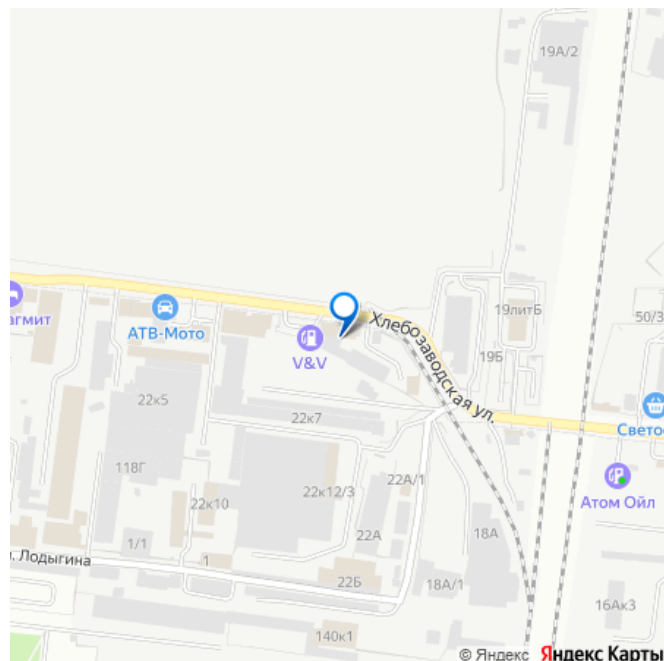 19А/2
агмит
АТВ-Мото
V&V
Хлебозаводская ул.
19литБ
50/3
19Б
Светоф
22к5
22к7
118Г
22к10
22к12/3
22А/1
22А
18А
Атом Ойл
1/1
1
л. Лодыгина
22Б
18А/1
16Ак3
140к1
© Яндекс Яндекс Карты